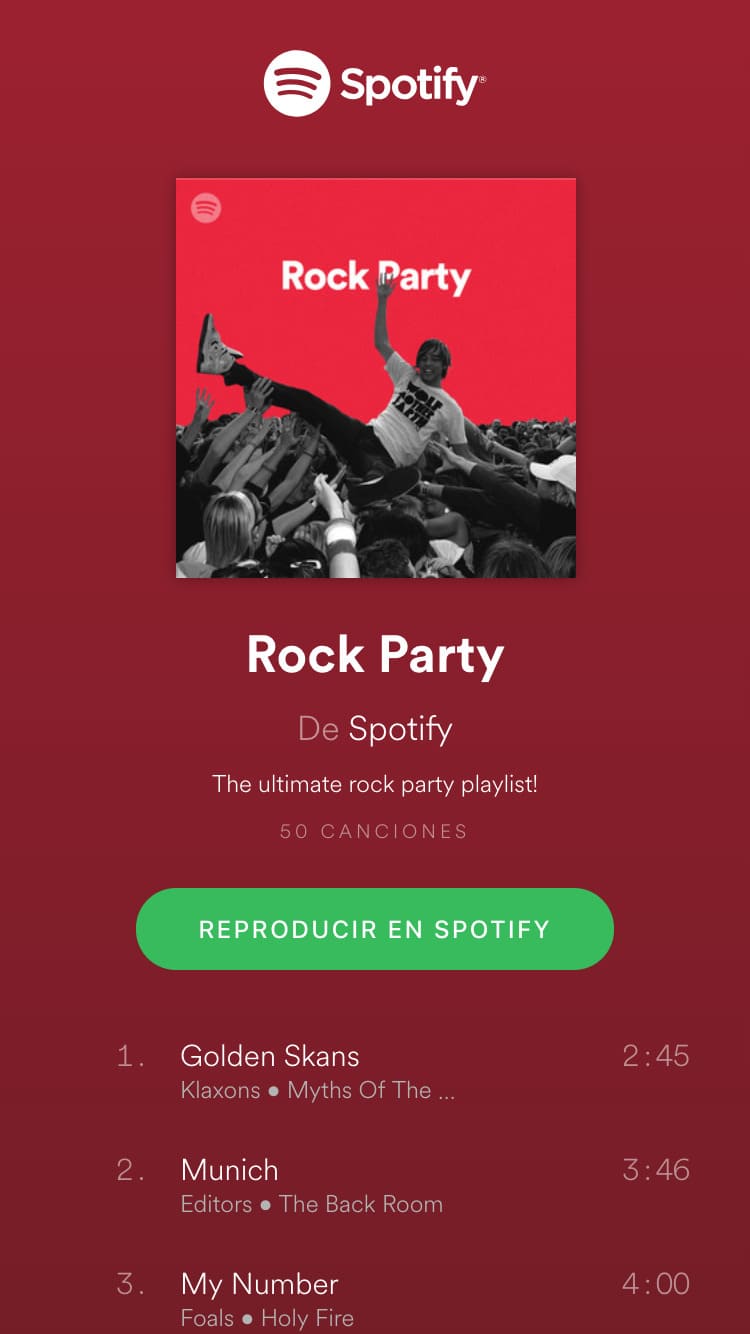 Spotify®
Rock Party
WOLF
Rock Party
De Spotify
The ultimate rock party playlist!
50 CANCIONES
REPRODUCIR EN SPOTIFY
1. Golden Skans 2:45
Klaxons ● Myths Of The ...
2. Munich 3:46
Editors ● The Back Room
3. My Number 4:00
Foals ● Holy Fire